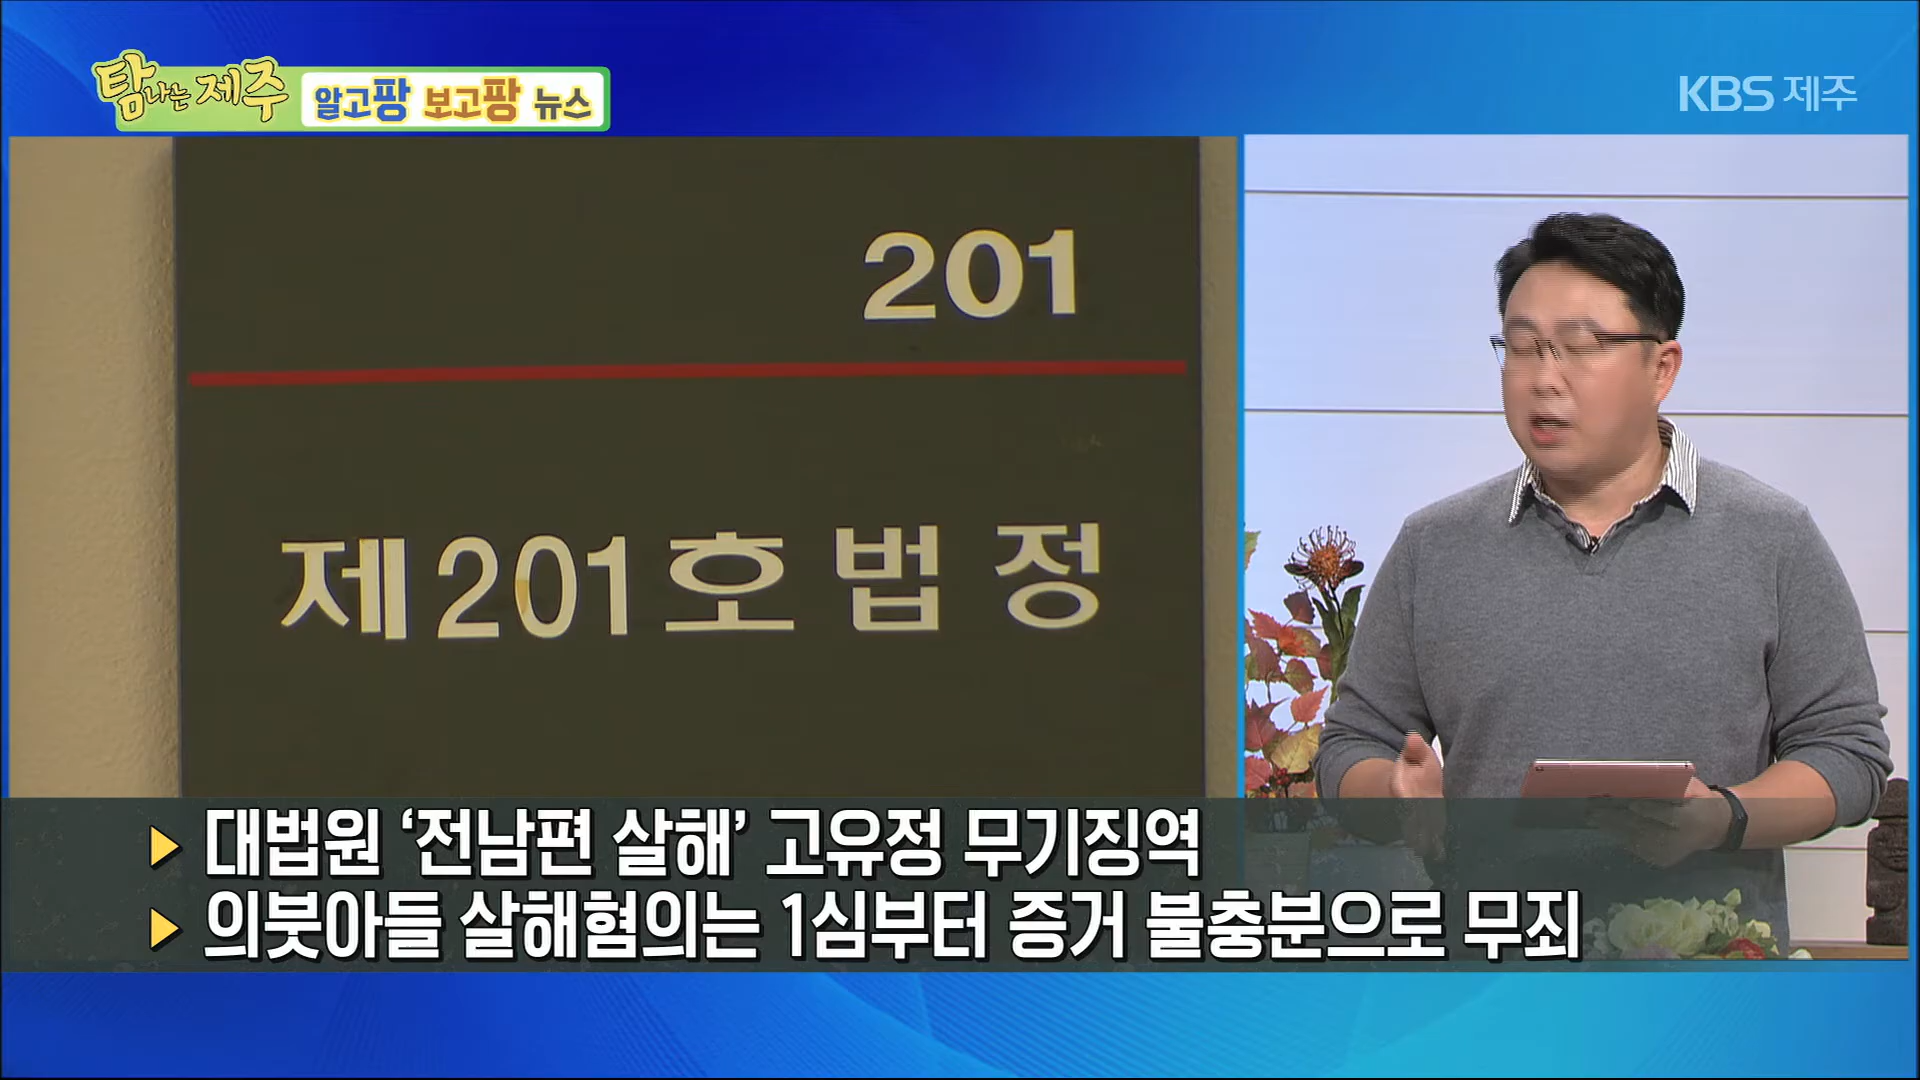 탐나는 제주 알고팡 보고팡 뉴스
KBS 제주
201
제201호 법정
대법원 ‘전남편 살해’ 고유정 무기징역
의붓아들 살해혐의는 1심부터 증거 불충분으로 무죄